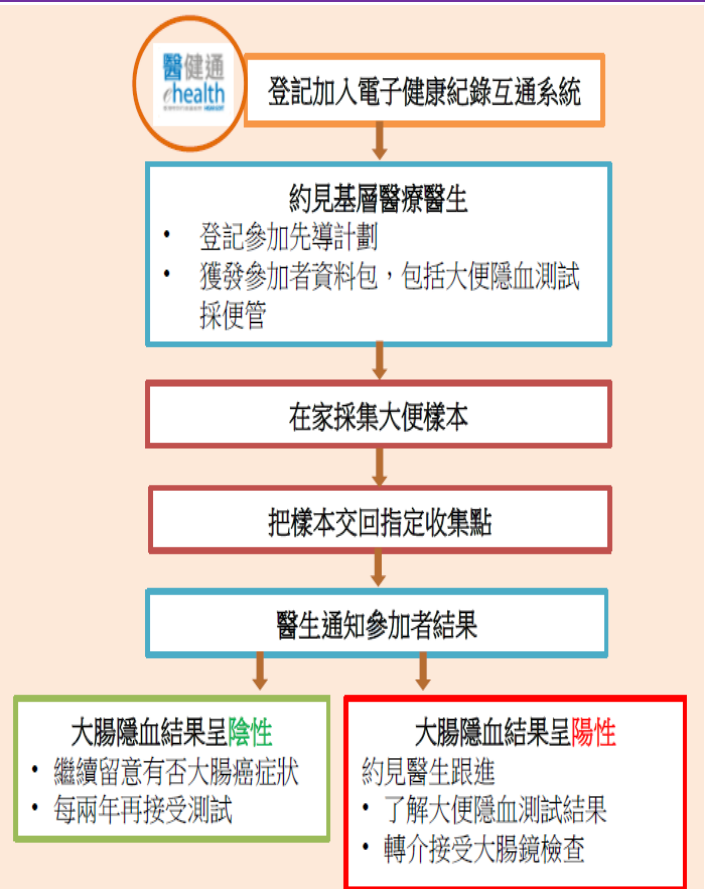 醫健通
ehealth
登記加入電子健康紀錄互通系統
約見基層醫療醫生
• 登記參加先導計劃
• 獲發參加者資料包，包括大便隱血測試
採便管
在家採集大便樣本
把樣本交回指定收集點
醫生通知參加者結果
大腸隱血結果呈陰性
• 繼續留意有否大腸癌症狀
• 每兩年再接受測試
大腸隱血結果呈陽性
約見醫生跟進
• 了解大便隱血測試結果
• 轉介接受大腸鏡檢查